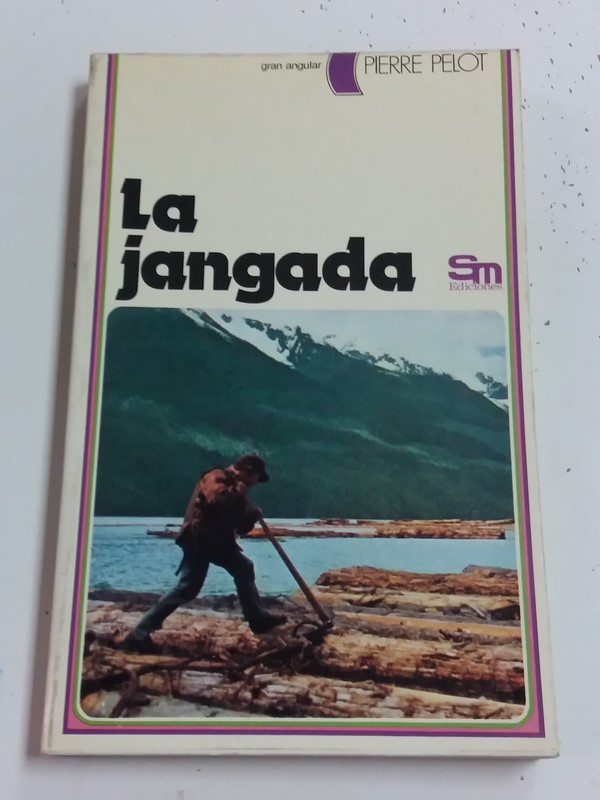 gran angular
PIERRE PELOT
La
jangada
Sm
Ediciones